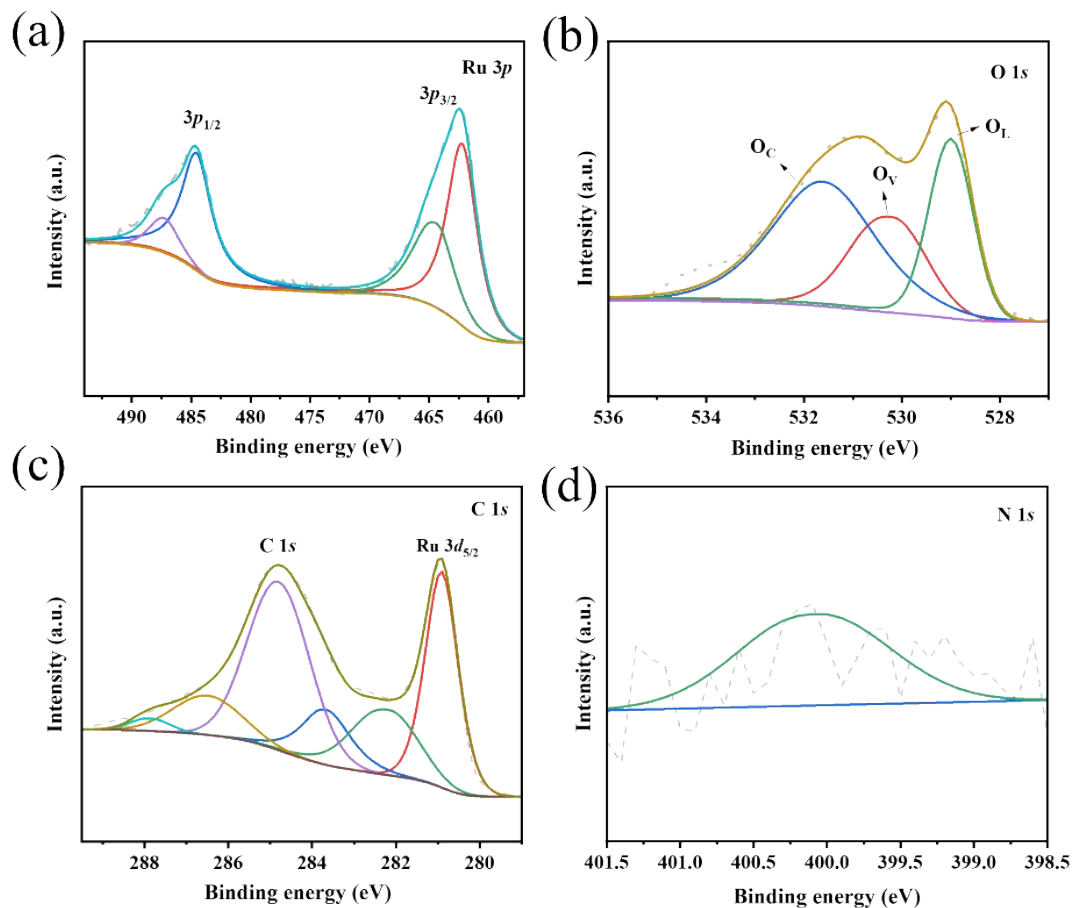 (a)
Ru 3p
3p1/2
3p3/2
Intensity (a.u.)
490 485 480 475 470 465 460
Binding energy (eV)
(b)
O 1s
OC
OV
OL
Intensity (a.u.)
536 534 532 530 528
Binding energy (eV)
(c)
C 1s
C 1s
Ru 3d5/2
Intensity (a.u.)
288 286 284 282 280
Binding energy (eV)
(d)
N 1s
Intensity (a.u.)
401.5 401.0 400.5 400.0 399.5 399.0 398.5
Binding energy (eV)